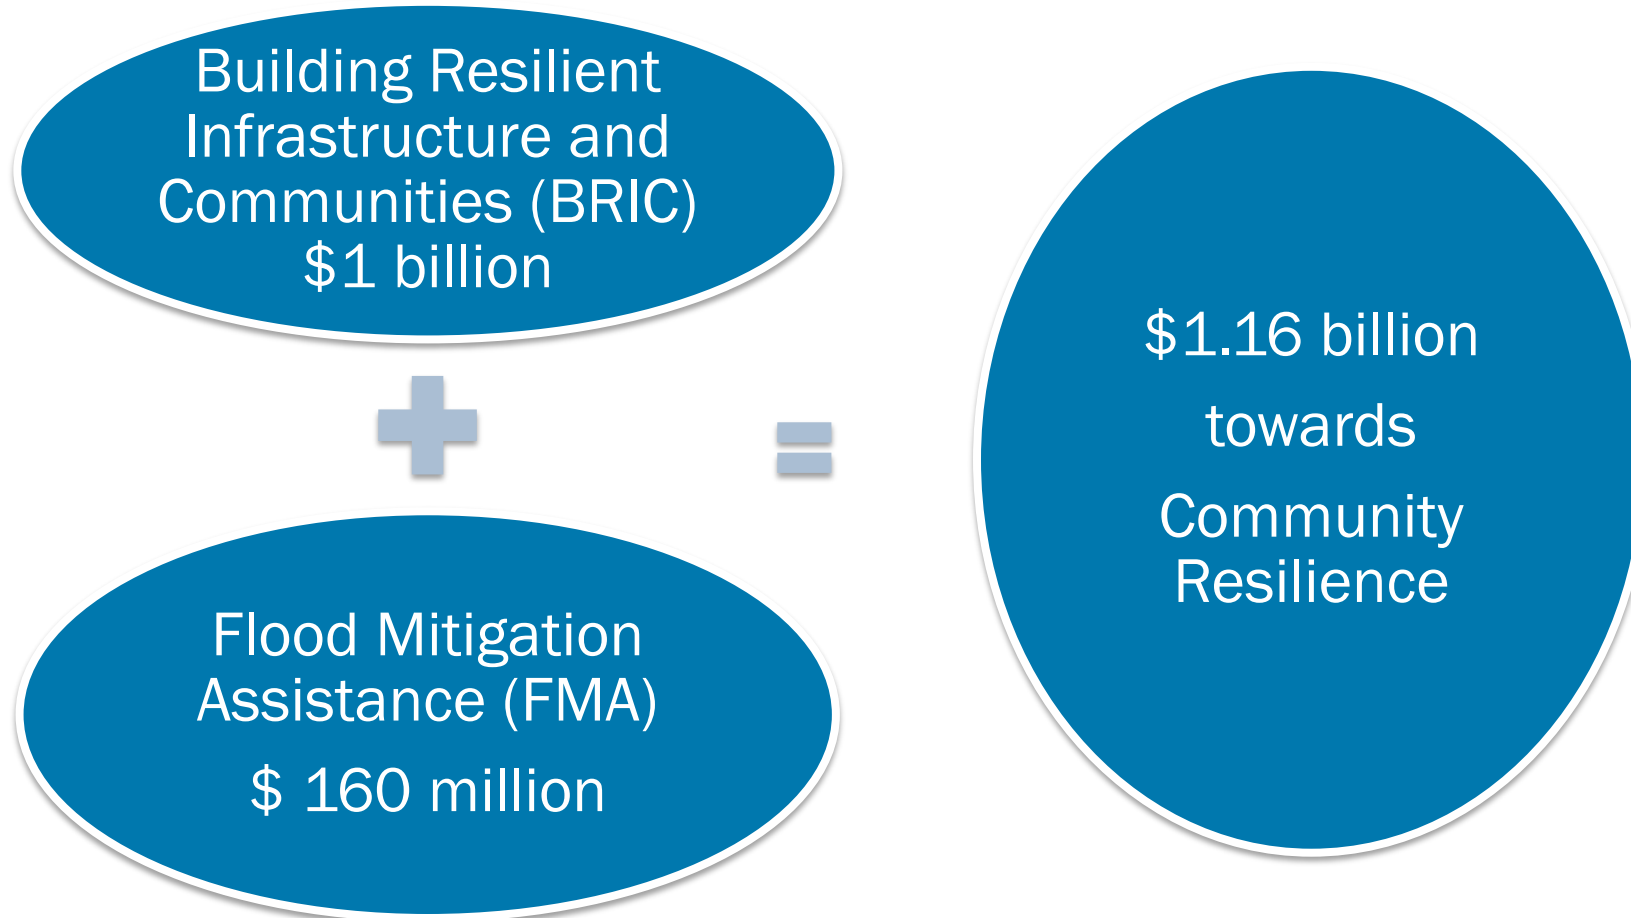 Building Resilient
Infrastructure and
Communities (BRIC)
$1 billion
Flood Mitigation
Assistance (FMA)
$ 160 million
$1.16 billion
towards
Community
Resilience